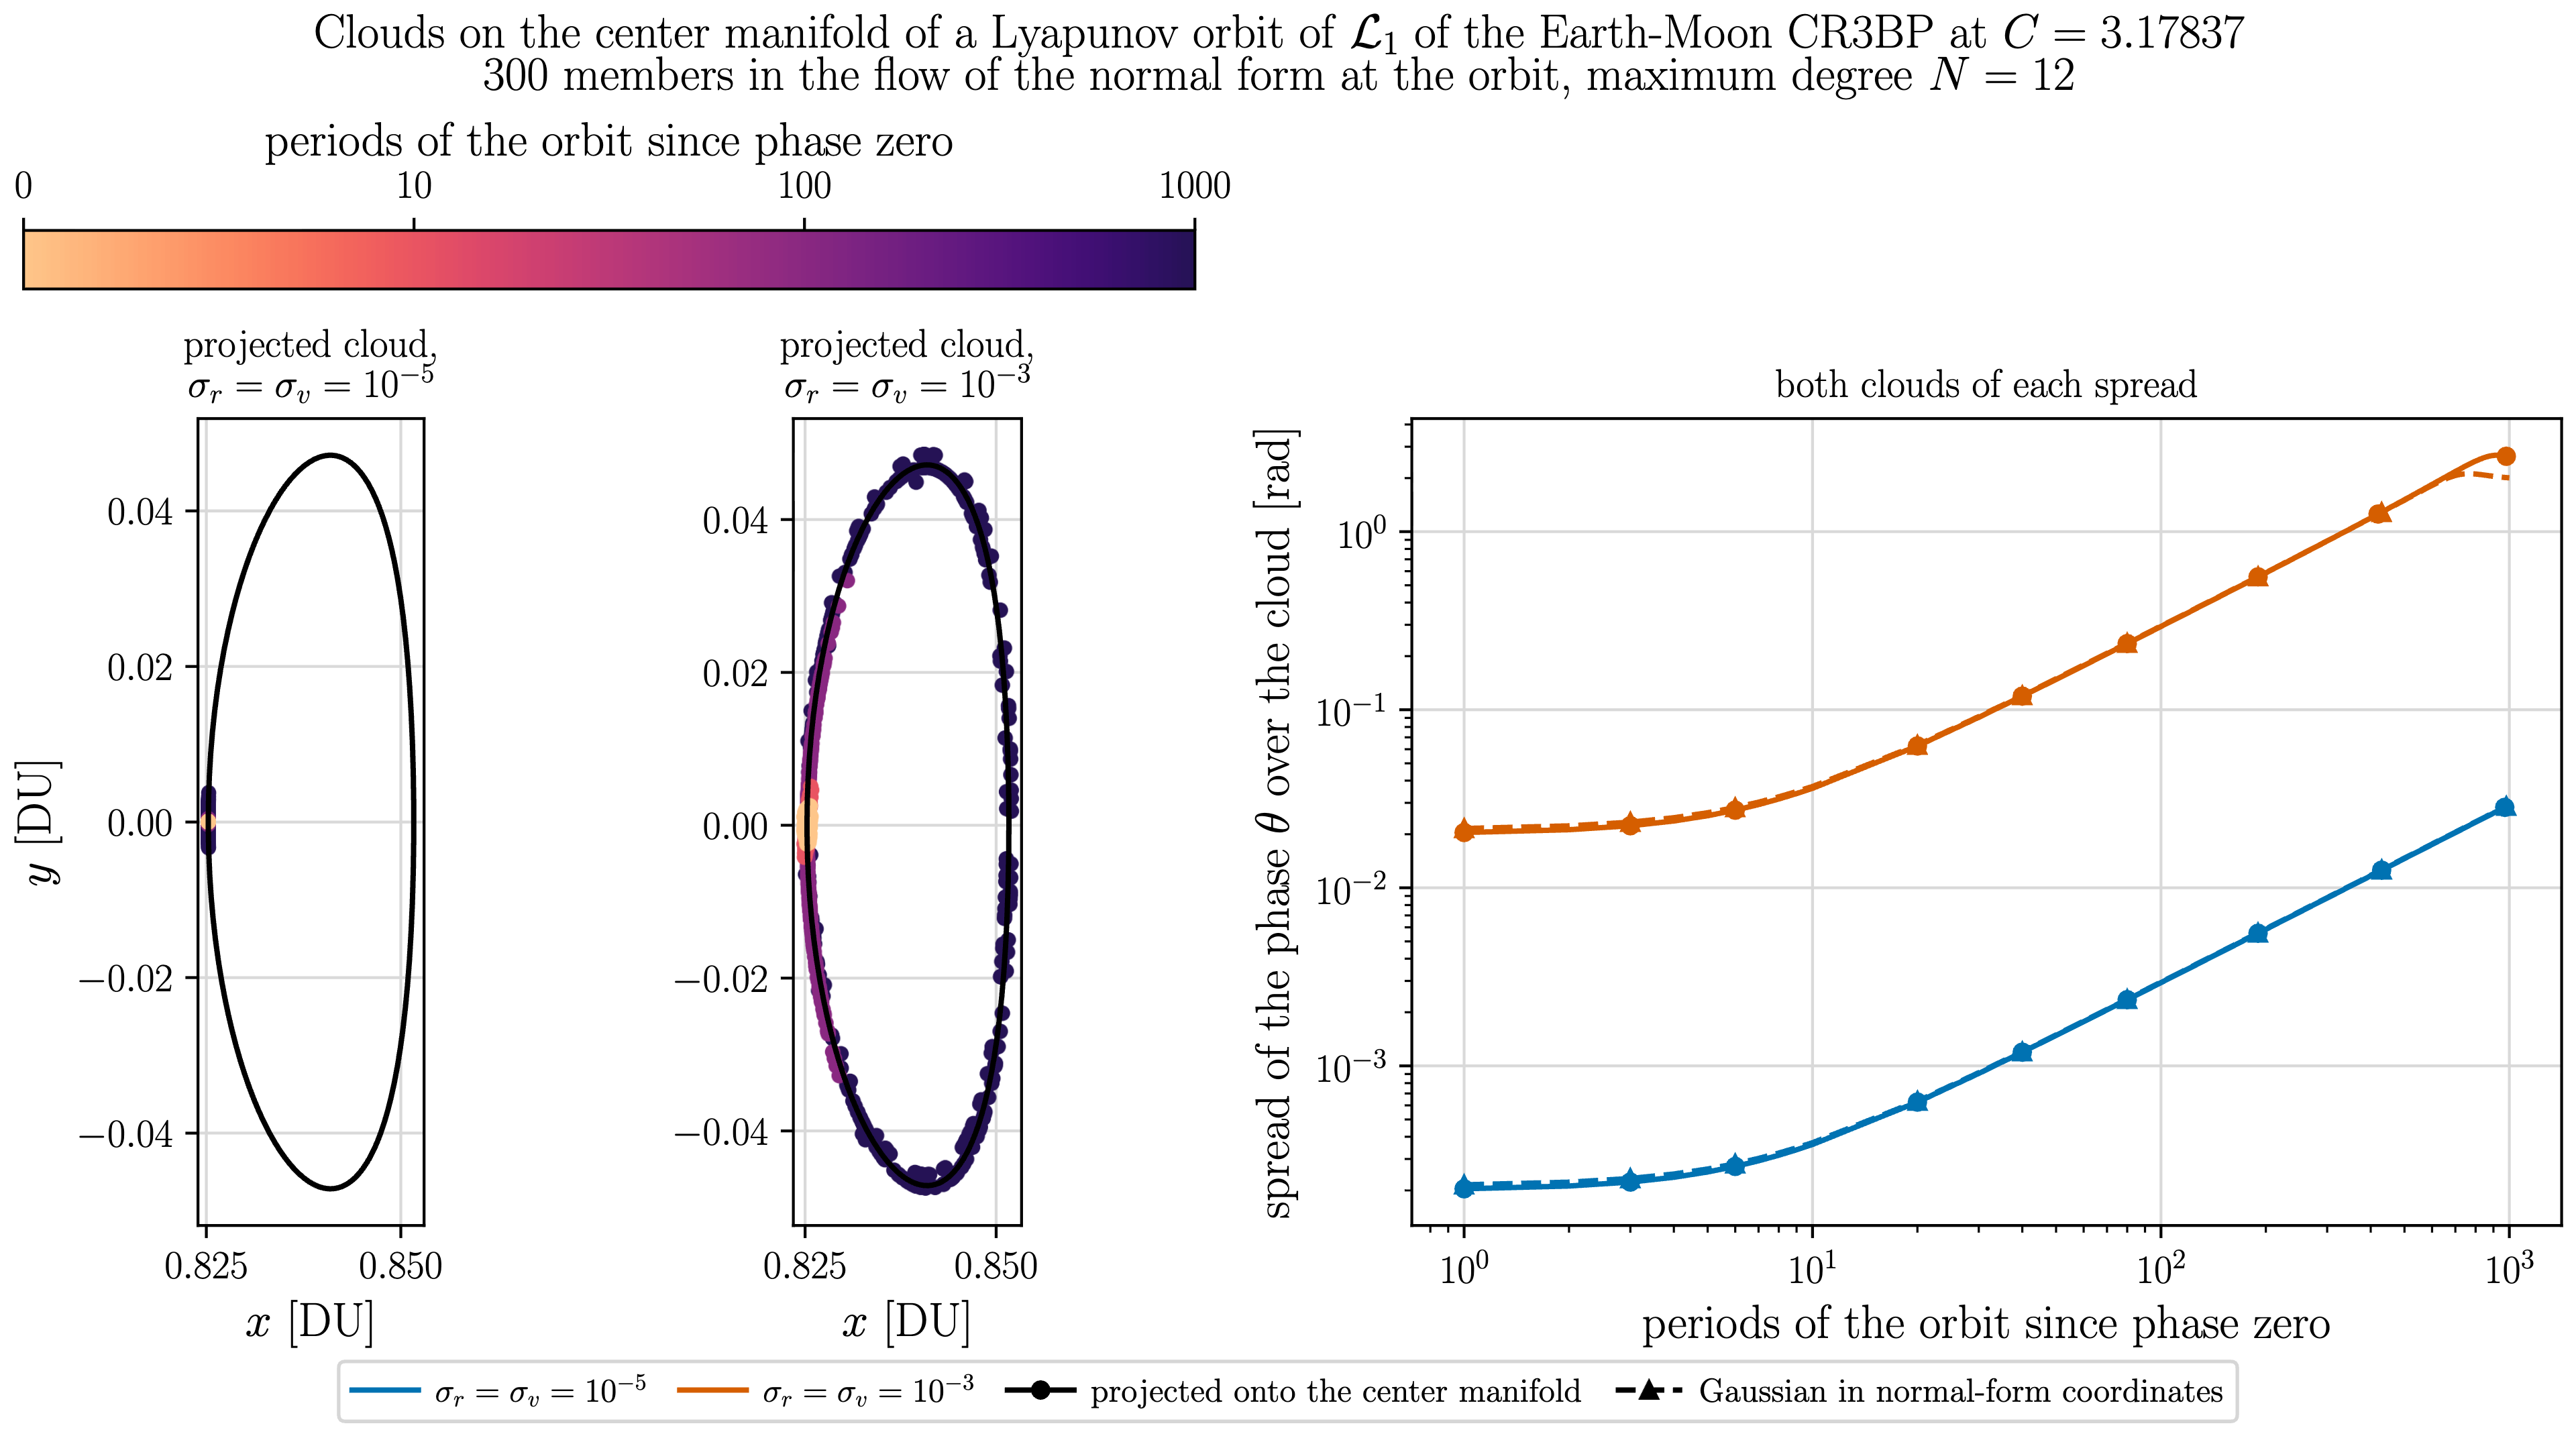 Clouds on the center manifold of a Lyapunov orbit of 𝓛₁ of the Earth-Moon CR3BP at C = 3.17837
300 members in the flow of the normal form at the orbit, maximum degree N = 12
periods of the orbit since phase zero
0 10 100 1000
projected cloud,
σ_r = σ_v = 10⁻⁵
0.04
0.02
0.00
−0.02
−0.04
y [DU]
0.825 0.850
x [DU]
projected cloud,
σ_r = σ_v = 10⁻³
0.04
0.02
0.00
−0.02
−0.04
0.825 0.850
x [DU]
both clouds of each spread
spread of the phase θ over the cloud [rad]
10⁰
10⁻¹
10⁻²
10⁻³
10⁰ 10¹ 10² 10³
periods of the orbit since phase zero
σ_r = σ_v = 10⁻⁵ σ_r = σ_v = 10⁻³ projected onto the center manifold Gaussian in normal-form coordinates